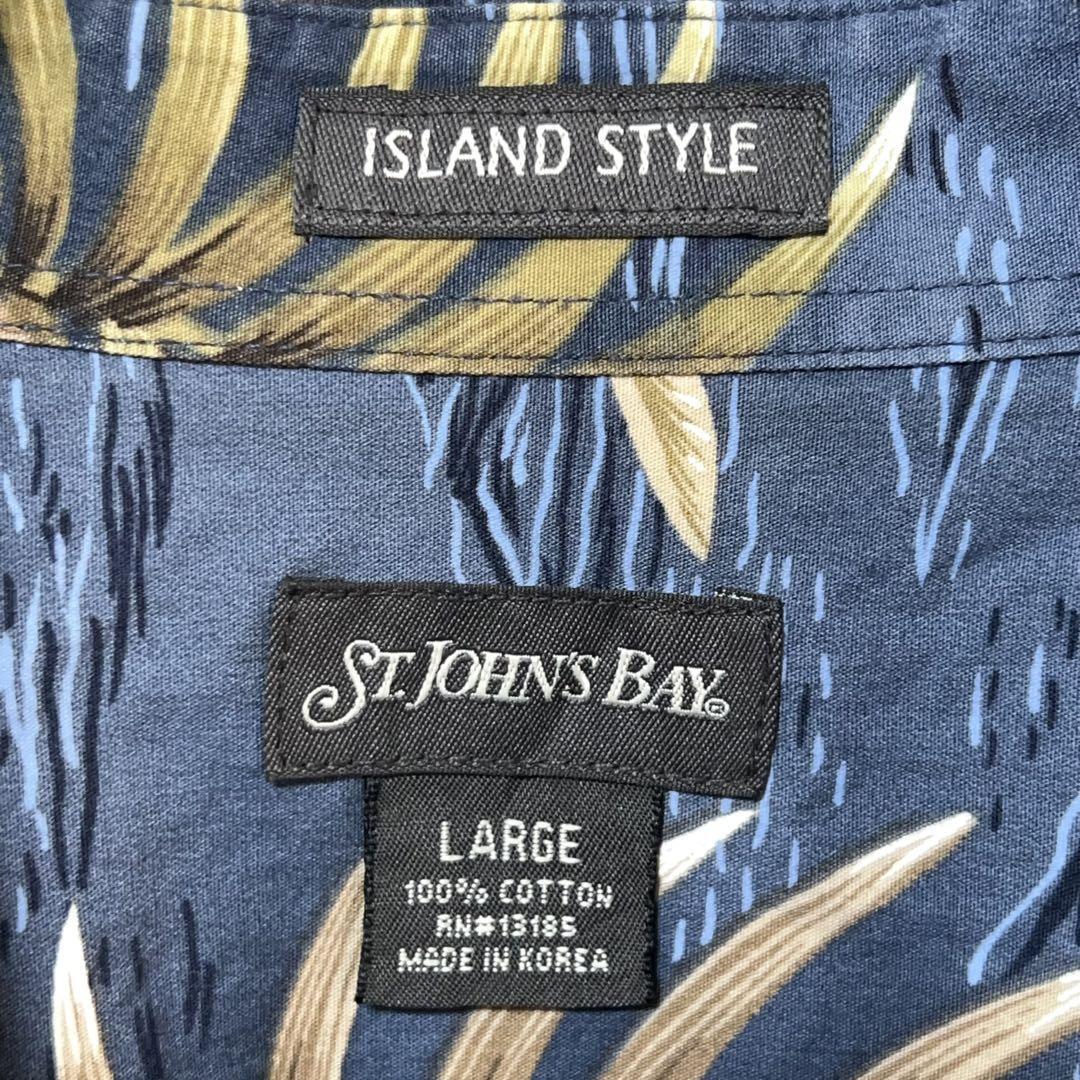 ISLAND STYLE
ST. JOHN'S BAY®
LARGE
100% COTTON
RN#13185
MADE IN KOREA